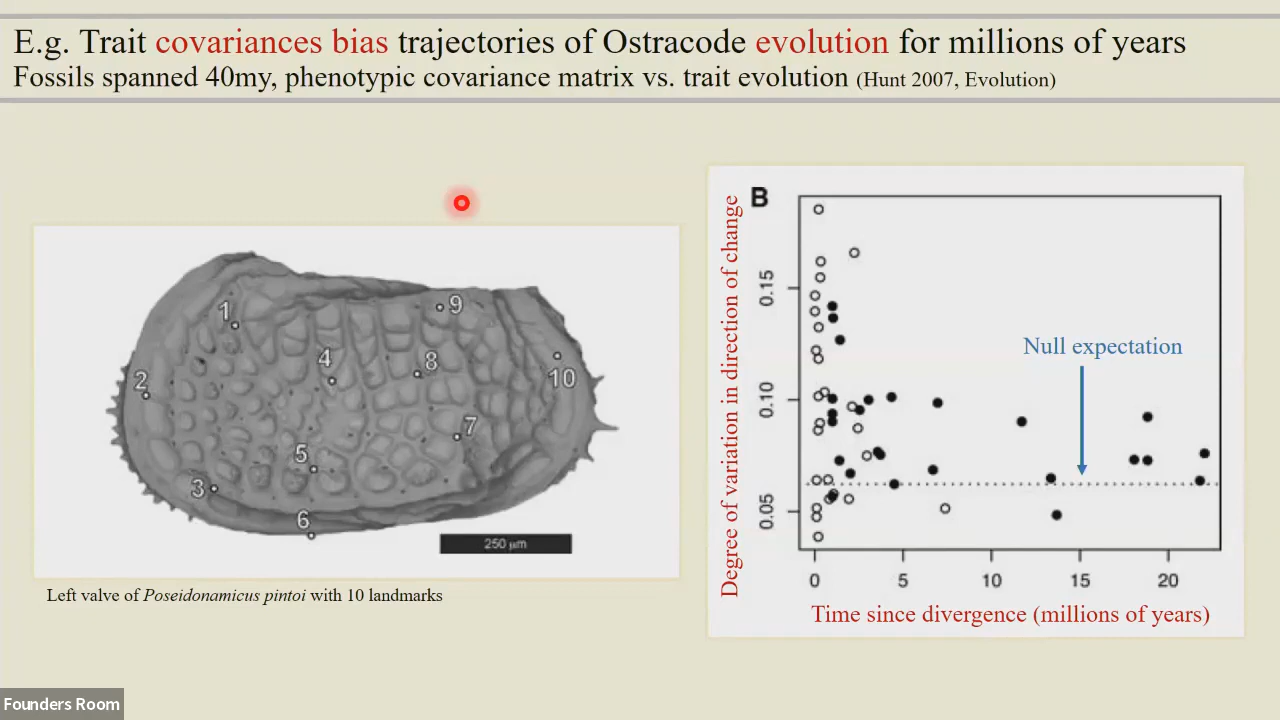 E.g. Trait covariances bias trajectories of Ostracode evolution for millions of years
Fossils spanned 40my, phenotypic covariance matrix vs. trait evolution (Hunt 2007, Evolution)
1
2
3
4
5
6
7
8
9
10
250 μm
Left valve of Poseidonamicus pintoi with 10 landmarks
B
Degree of variation in direction of change
0.15
0.10
0.05
Null expectation
0 5 10 15 20
Time since divergence (millions of years)
Founders Room